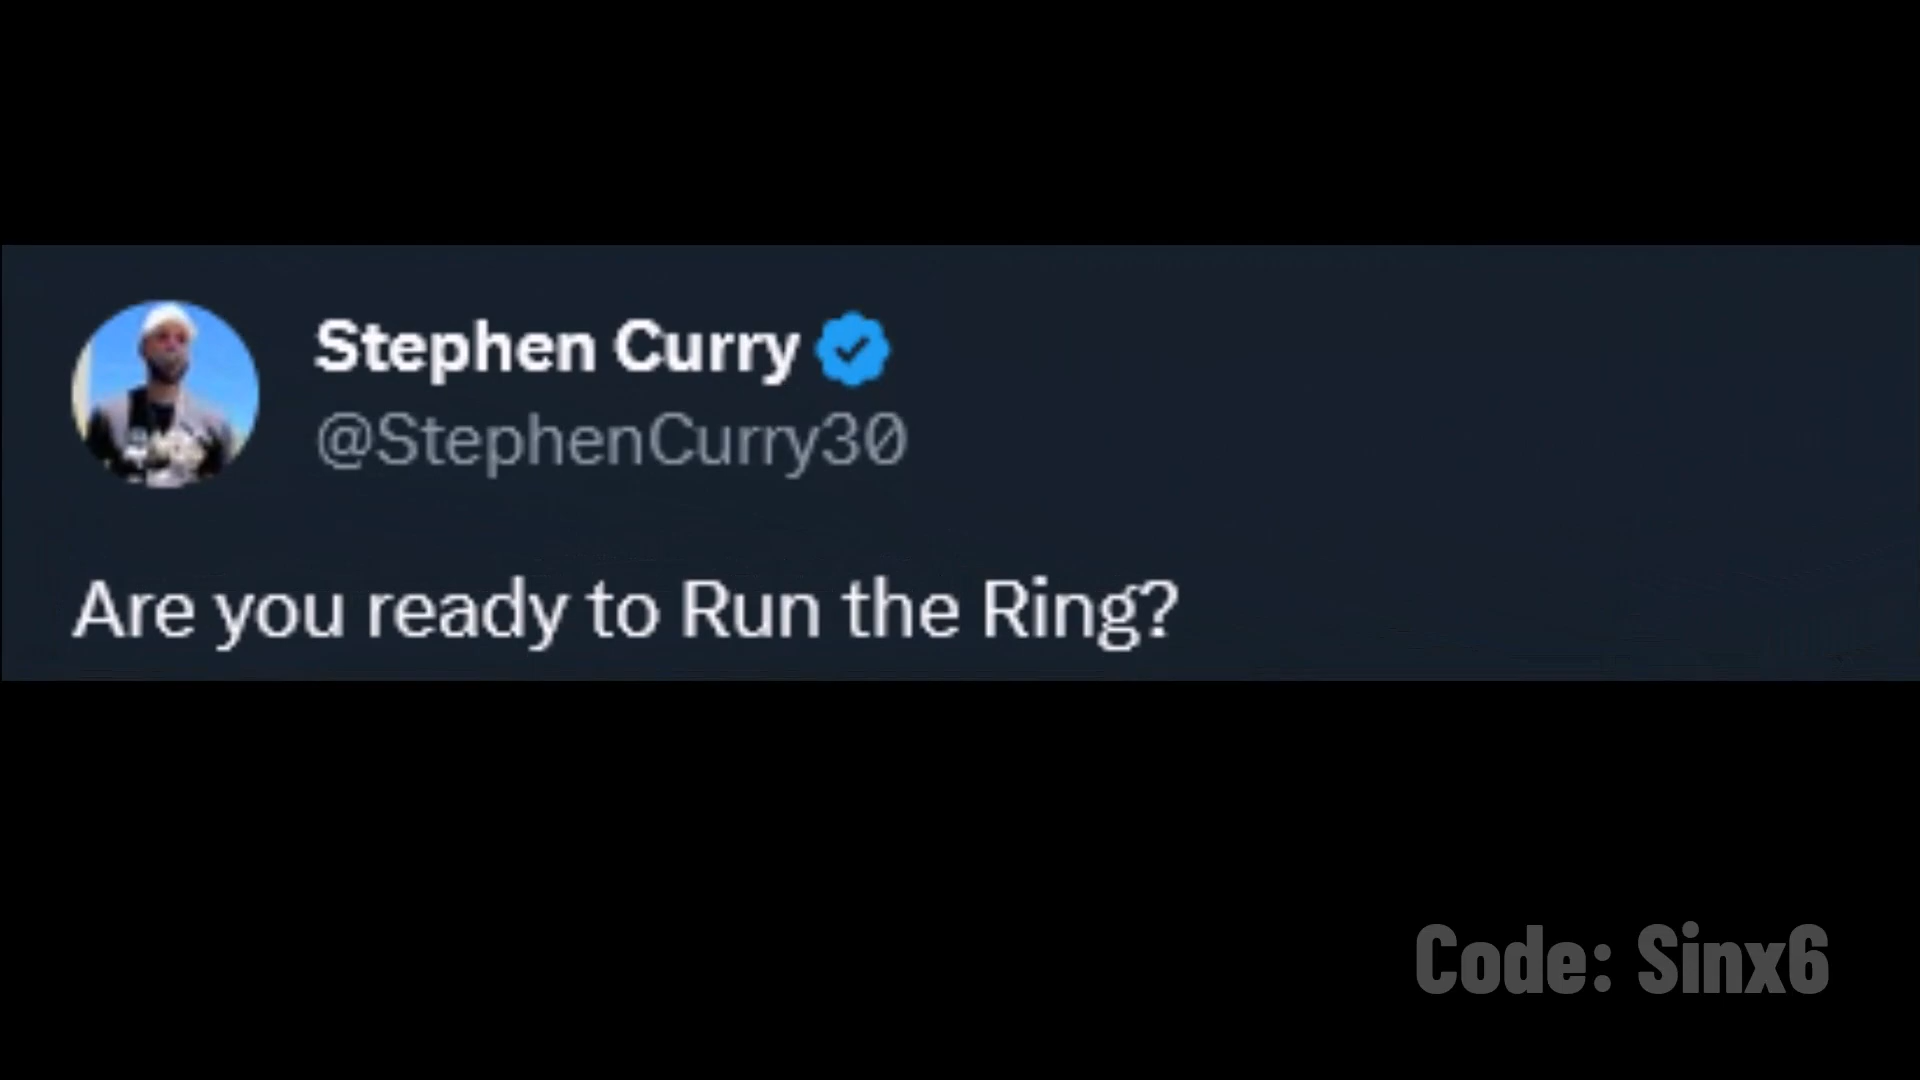 Stephen Curry
@StephenCurry30
Are you ready to Run the Ring?
Code: Sinx6